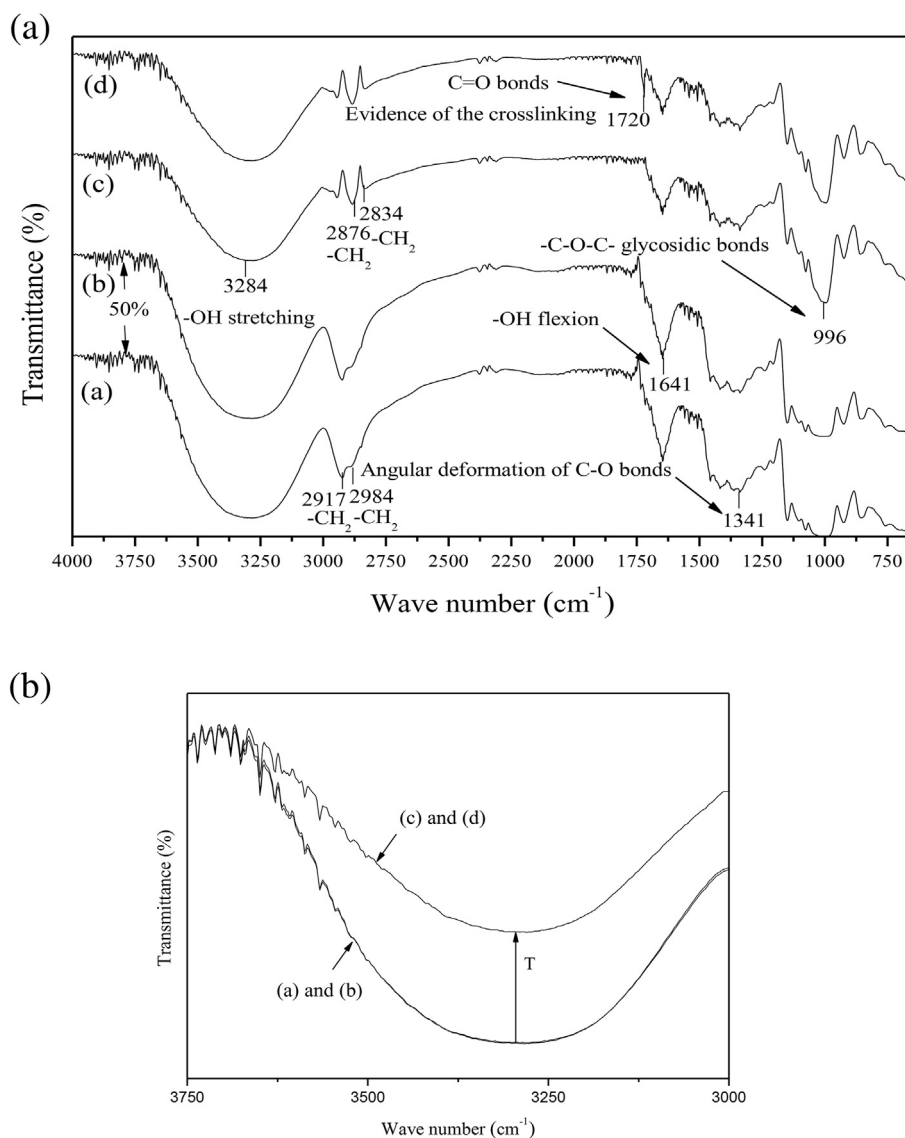 (a)
(d)
C=O bonds
Evidence of the crosslinking
1720
(c)
2834
2876
-CH₂
-CH₂
-C-O-C- glycosidic bonds
(b)
3284
50%
-OH stretching
-OH flexion
996
1641
(a)
Angular deformation of C-O bonds
2917
2984
-CH₂
-CH₂
1341
Transmittance (%)
4000 3750 3500 3250 3000 2750 2500 2250 2000 1750 1500 1250 1000 750
Wave number (cm⁻¹)
(b)
(c) and (d)
T
(a) and (b)
Transmittance (%)
3750 3500 3250 3000
Wave number (cm⁻¹)